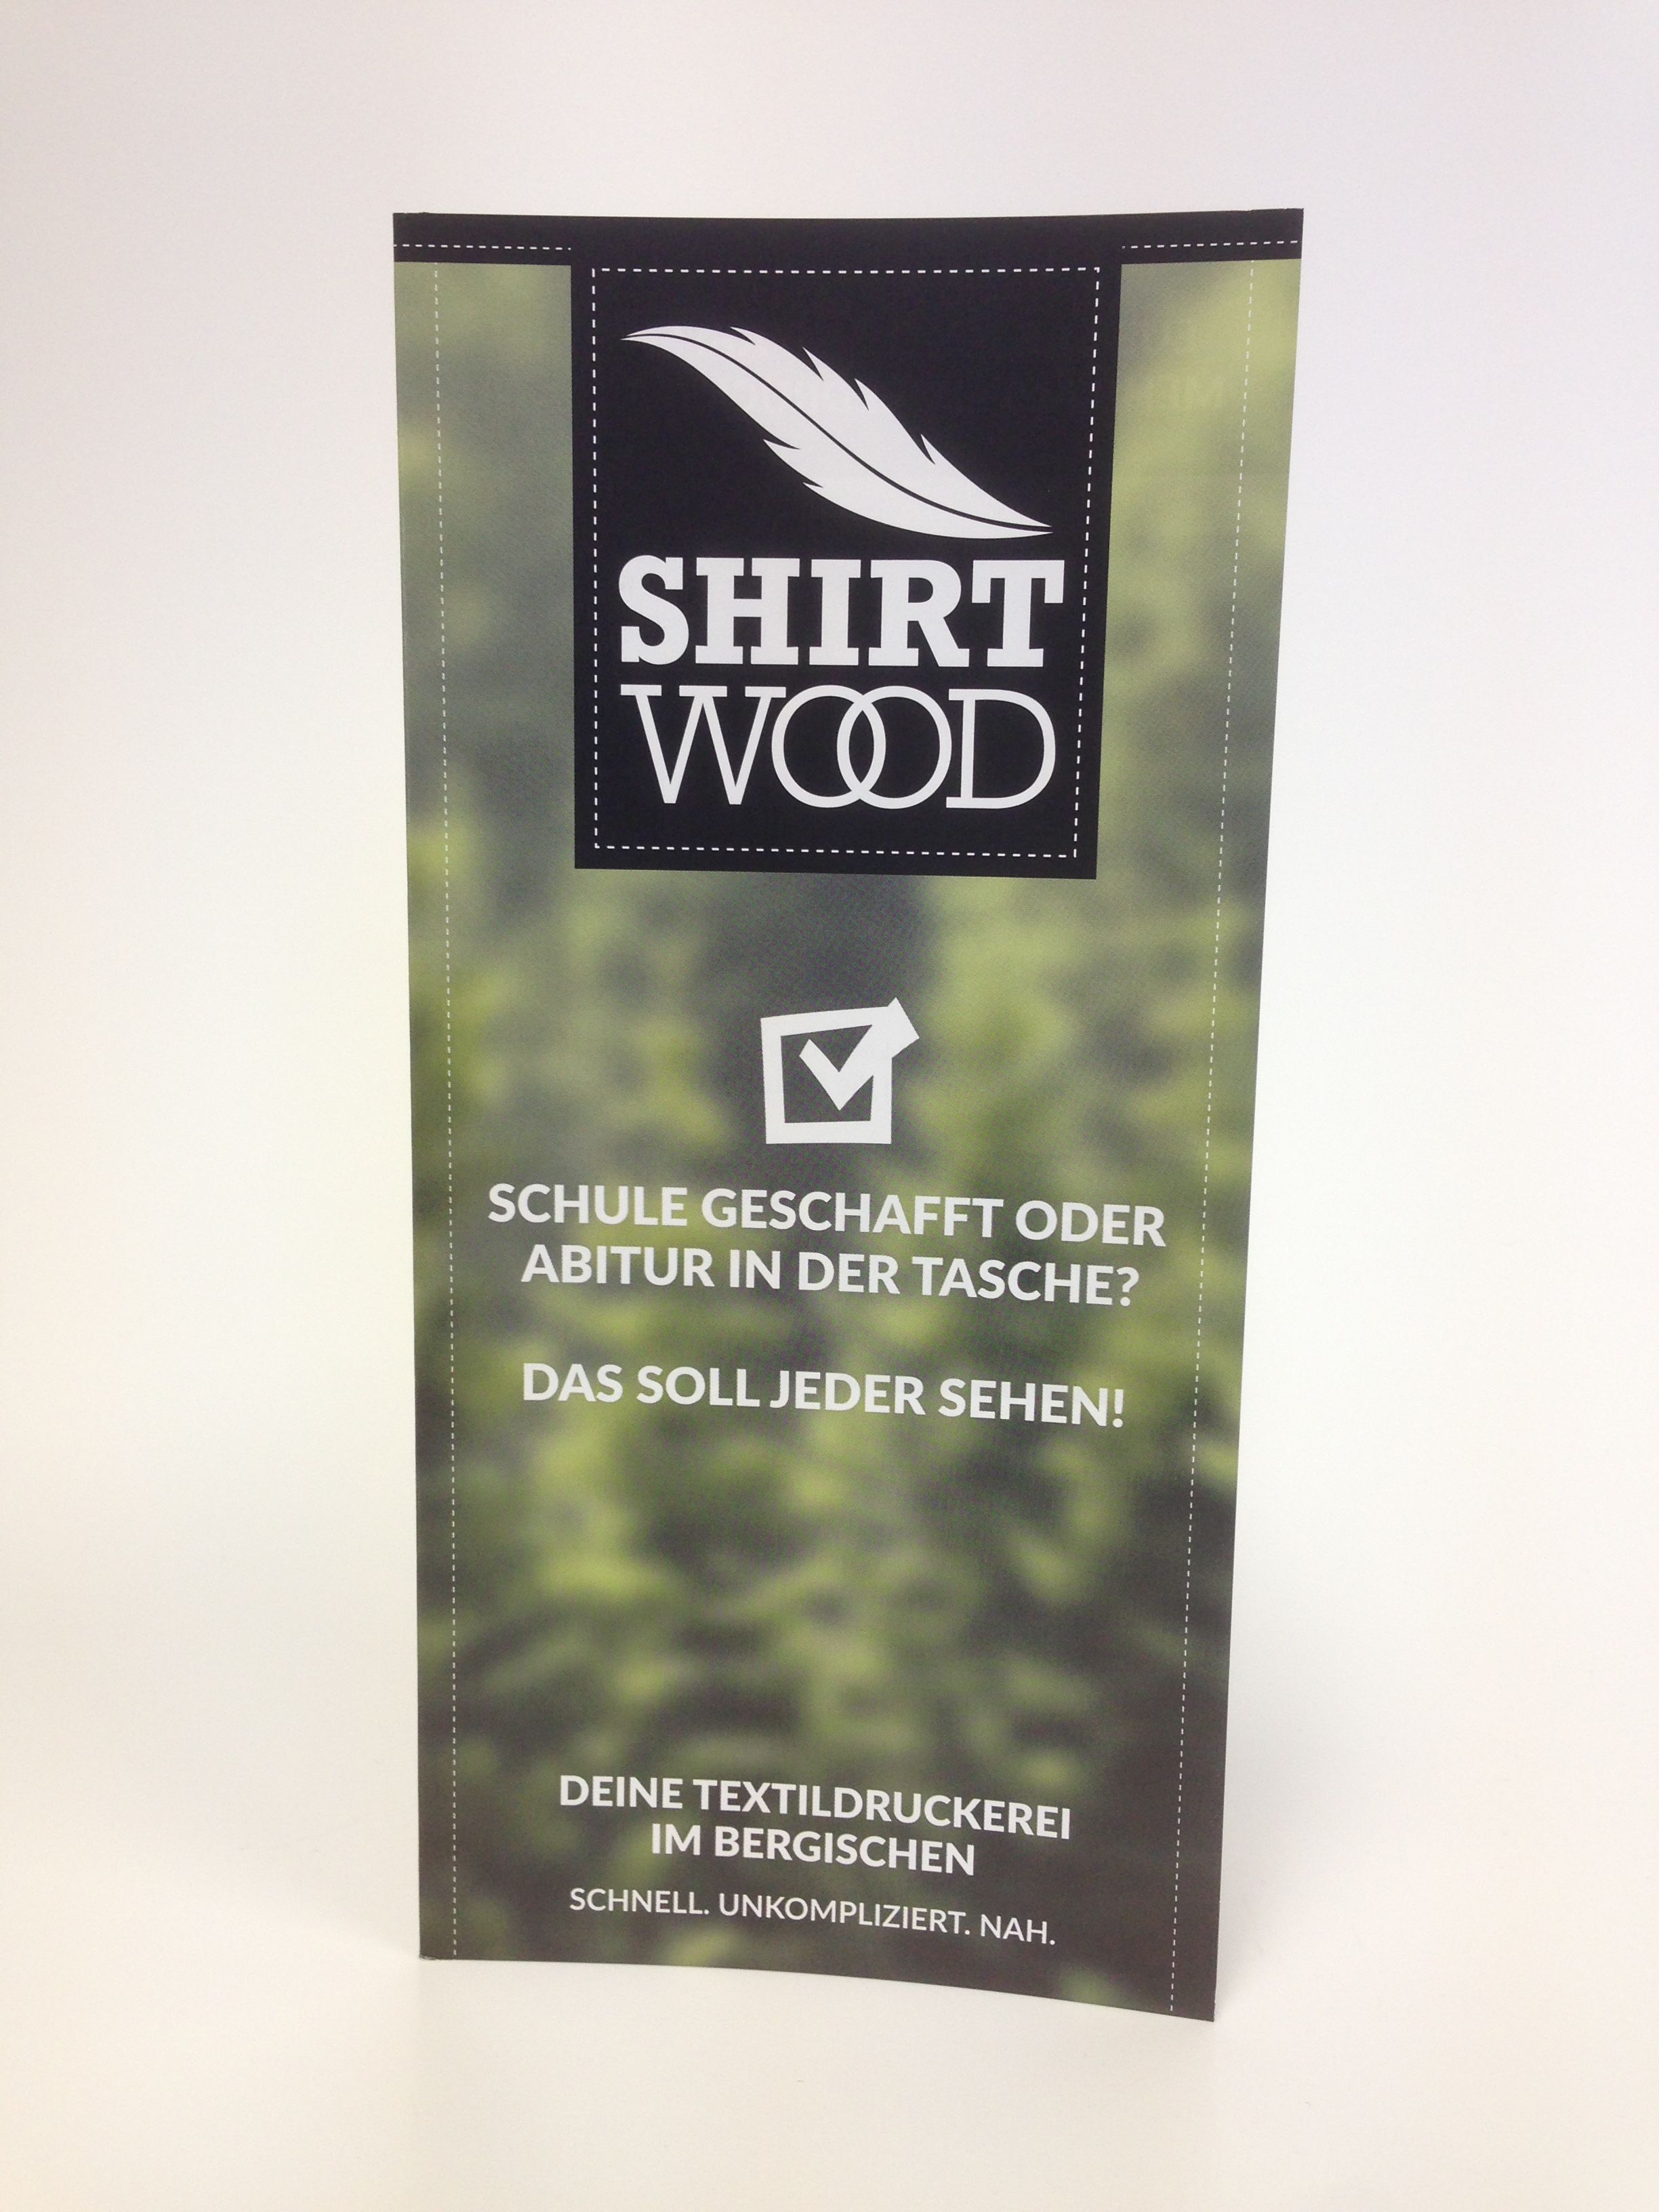 SHIRT
WOOD
SCHULE GESCHAFFT ODER
ABITUR IN DER TASCHE?
DAS SOLL JEDER SEHEN!
DEINE TEXTILDRUCKEREI
IM BERGISCHEN
SCHNELL. UNKOMPLIZIERT. NAH.